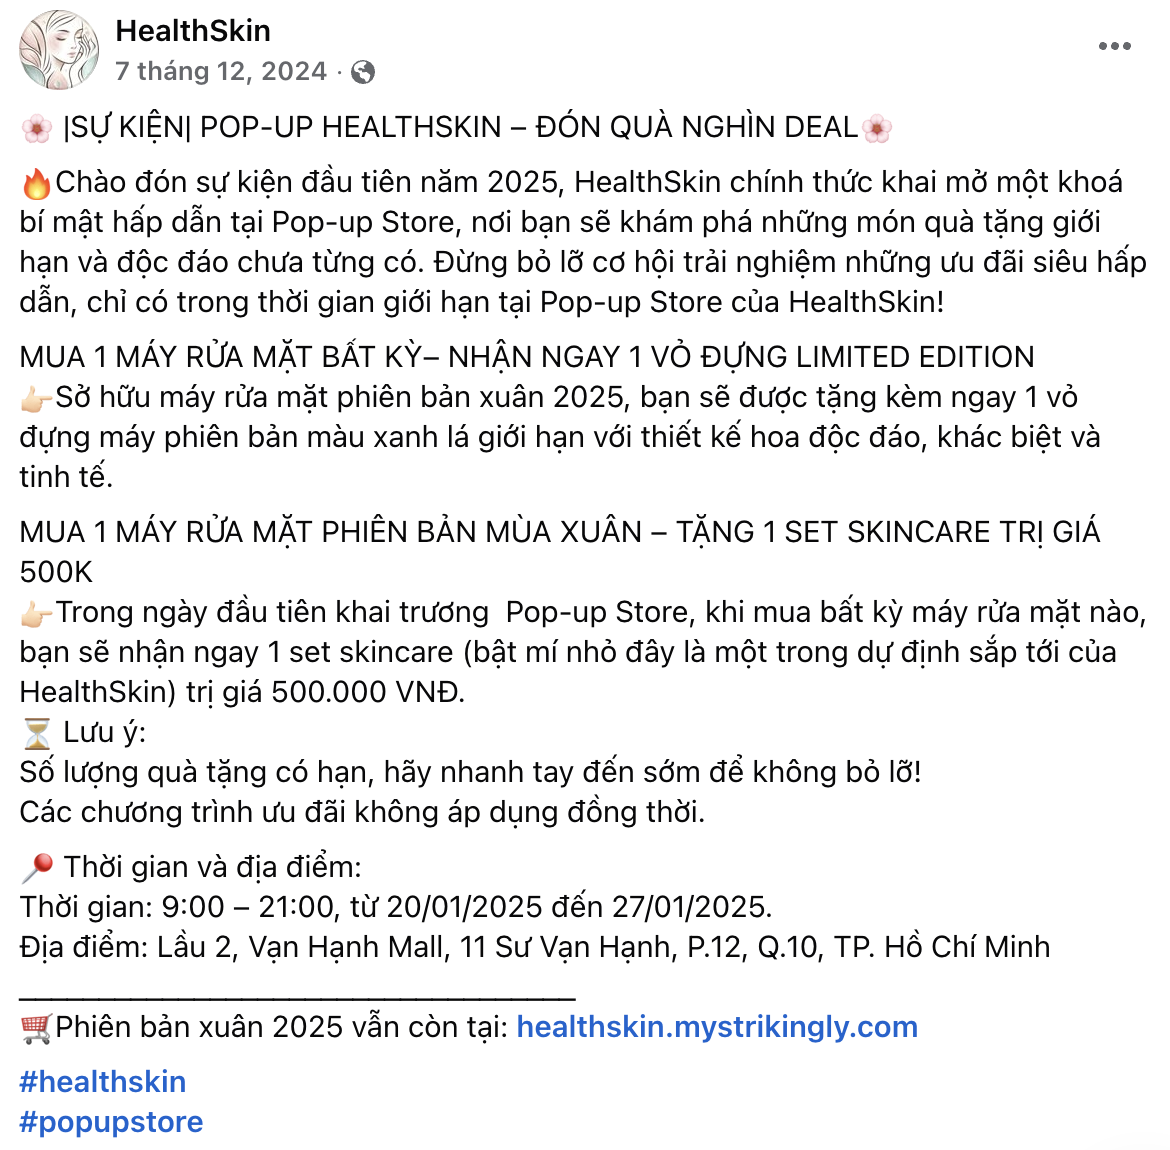 HealthSkin
7 tháng 12, 2024 ·
🌸 |SỰ KIỆN| POP-UP HEALTHSKIN – ĐÓN QUÀ NGHÌN DEAL🌸
🔥Chào đón sự kiện đầu tiên năm 2025, HealthSkin chính thức khai mở một khoá
bí mật hấp dẫn tại Pop-up Store, nơi bạn sẽ khám phá những món quà tặng giới
hạn và độc đáo chưa từng có. Đừng bỏ lỡ cơ hội trải nghiệm những ưu đãi siêu hấp
dẫn, chỉ có trong thời gian giới hạn tại Pop-up Store của HealthSkin!
MUA 1 MÁY RỬA MẶT BẤT KỲ– NHẬN NGAY 1 VỎ ĐỰNG LIMITED EDITION
👉🏻Sở hữu máy rửa mặt phiên bản xuân 2025, bạn sẽ được tặng kèm ngay 1 vỏ
đựng máy phiên bản màu xanh lá giới hạn với thiết kế hoa độc đáo, khác biệt và
tinh tế.
MUA 1 MÁY RỬA MẶT PHIÊN BẢN MÙA XUÂN – TẶNG 1 SET SKINCARE TRỊ GIÁ
500K
👉🏻Trong ngày đầu tiên khai trương  Pop-up Store, khi mua bất kỳ máy rửa mặt nào,
bạn sẽ nhận ngay 1 set skincare (bật mí nhỏ đây là một trong dự định sắp tới của
HealthSkin) trị giá 500.000 VNĐ.
⏳ Lưu ý:
Số lượng quà tặng có hạn, hãy nhanh tay đến sớm để không bỏ lỡ!
Các chương trình ưu đãi không áp dụng đồng thời.
📍 Thời gian và địa điểm:
Thời gian: 9:00 – 21:00, từ 20/01/2025 đến 27/01/2025.
Địa điểm: Lầu 2, Vạn Hạnh Mall, 11 Sư Vạn Hạnh, P.12, Q.10, TP. Hồ Chí Minh
___________________________________
🛒Phiên bản xuân 2025 vẫn còn tại: healthskin.mystrikingly.com
#healthskin
#popupstore